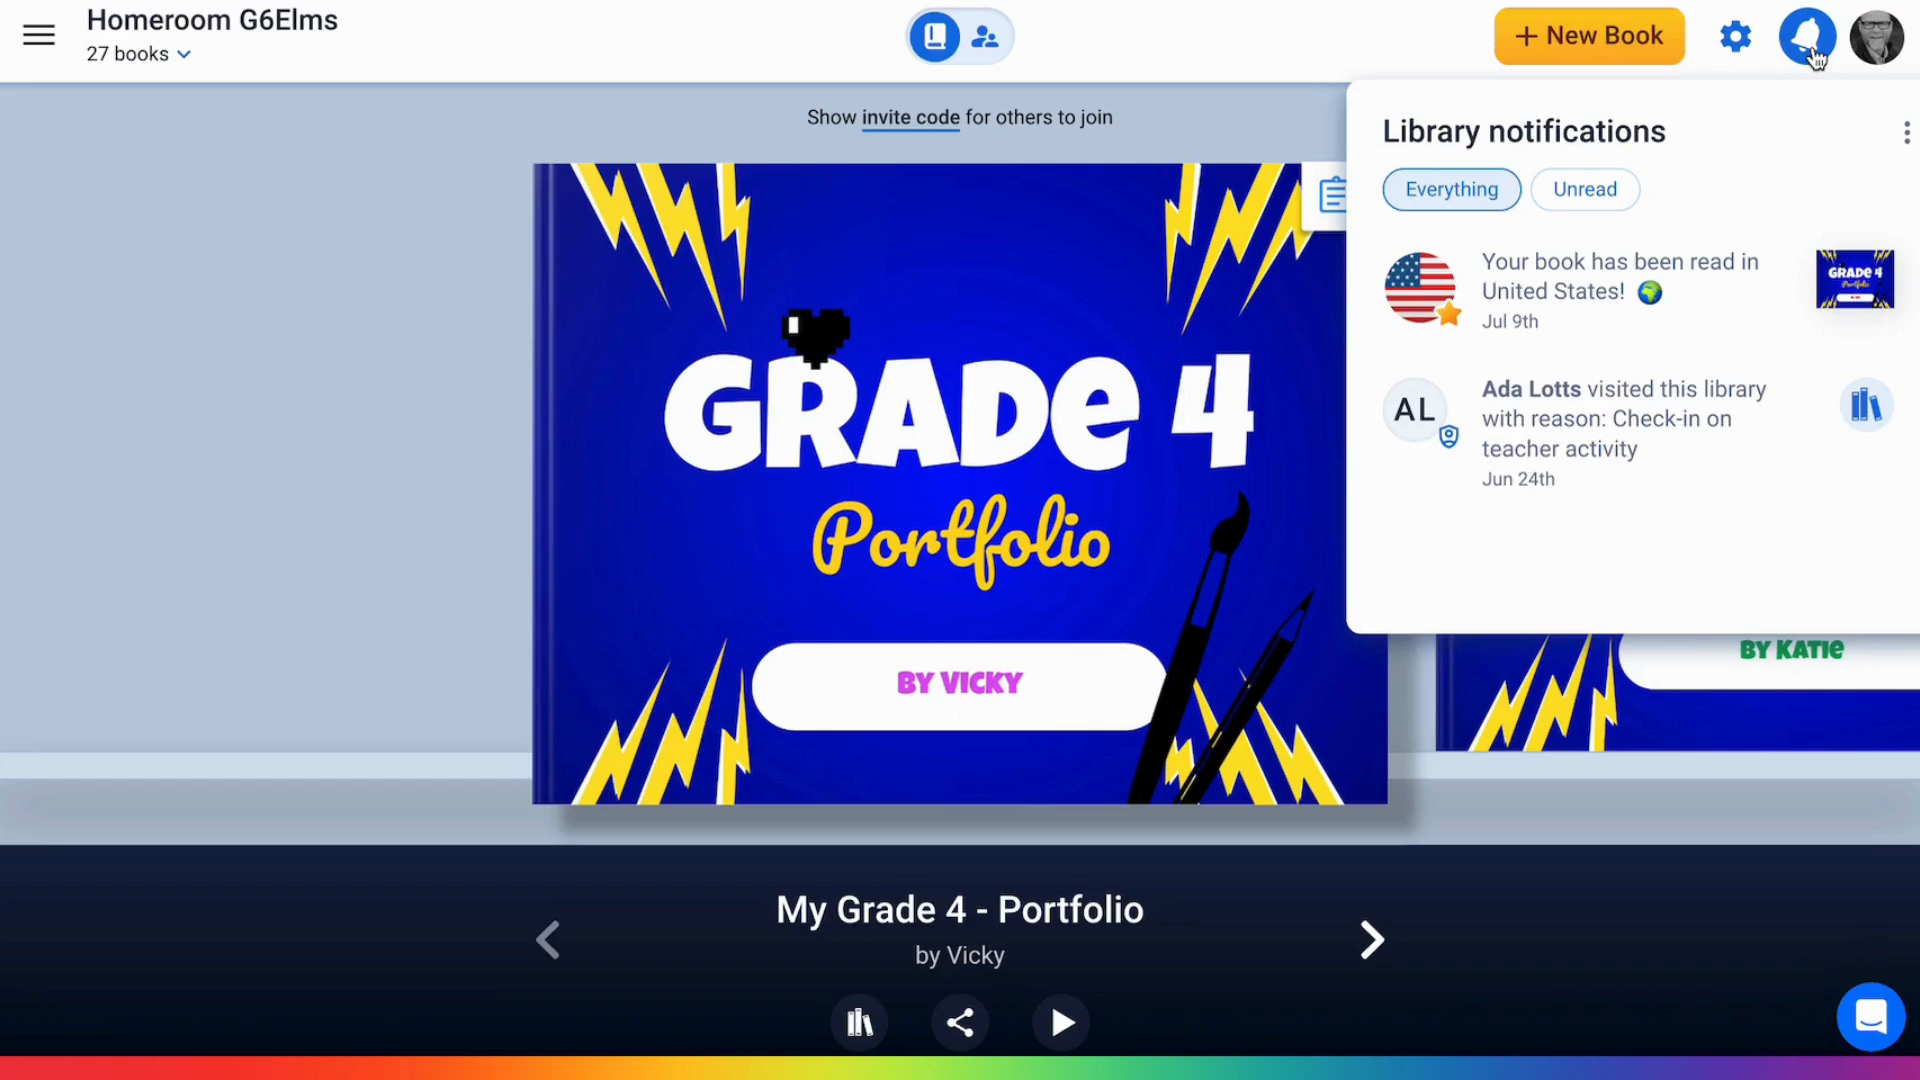 Homeroom G6Elms
27 books
+ New Book
Show invite code for others to join
Library notifications
Everything
Unread
Your book has been read in
United States!
Jul 9th
GRADE 4
Portfolio
AL
Ada Lotts visited this library
with reason: Check-in on
teacher activity
Jun 24th
GRADE 4
Portfolio
BY VICKY
BY KATIE
My Grade 4 - Portfolio
by Vicky